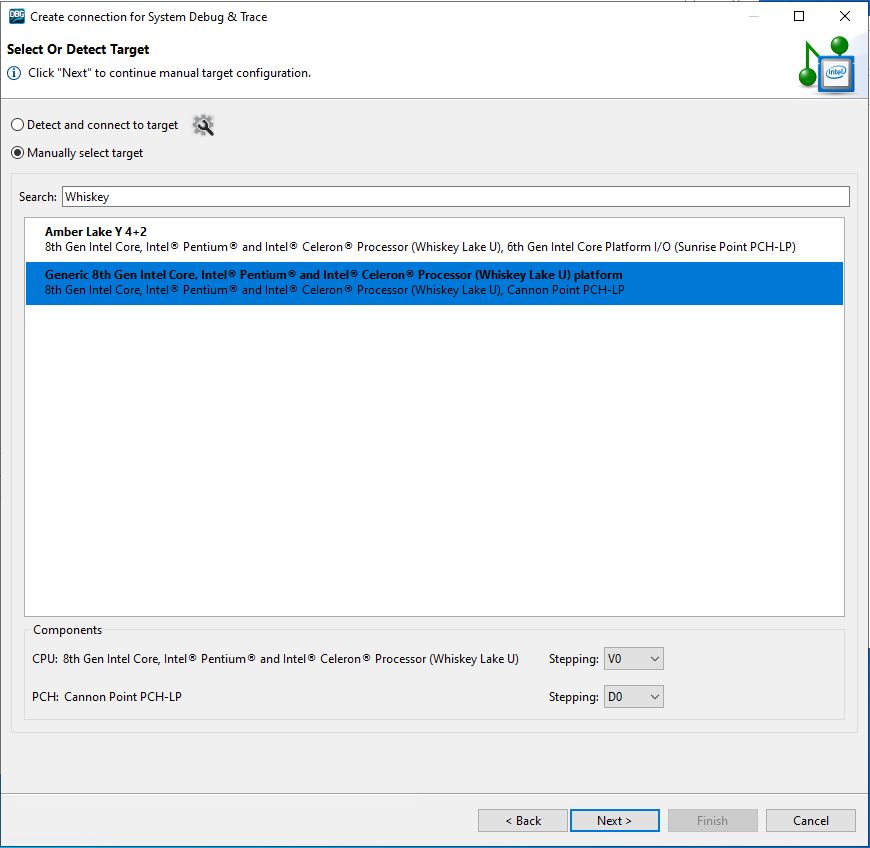 DBG Create connection for System Debug & Trace
Select Or Detect Target
Click "Next" to continue manual target configuration.
intel
Detect and connect to target
Manually select target
Search: Whiskey
Amber Lake Y 4+2
8th Gen Intel Core, Intel® Pentium® and Intel® Celeron® Processor (Whiskey Lake U), 6th Gen Intel Core Platform I/O (Sunrise Point PCH-LP)
Generic 8th Gen Intel Core, Intel® Pentium® and Intel® Celeron® Processor (Whiskey Lake U) platform
8th Gen Intel Core, Intel® Pentium® and Intel® Celeron® Processor (Whiskey Lake U), Cannon Point PCH-LP
Components
CPU: 8th Gen Intel Core, Intel® Pentium® and Intel® Celeron® Processor (Whiskey Lake U) Stepping: V0
PCH: Cannon Point PCH-LP Stepping: D0
< Back Next > Finish Cancel